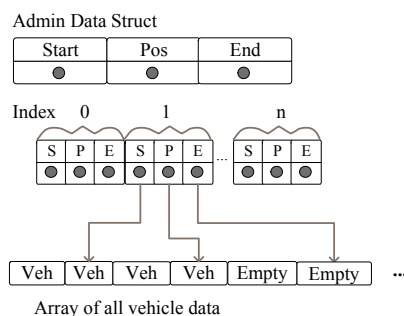 Admin Data Struct
Start Pos End
Index 0 1 n
S P E S P E ... S P E
Veh Veh Veh Veh Empty Empty ...
Array of all vehicle data